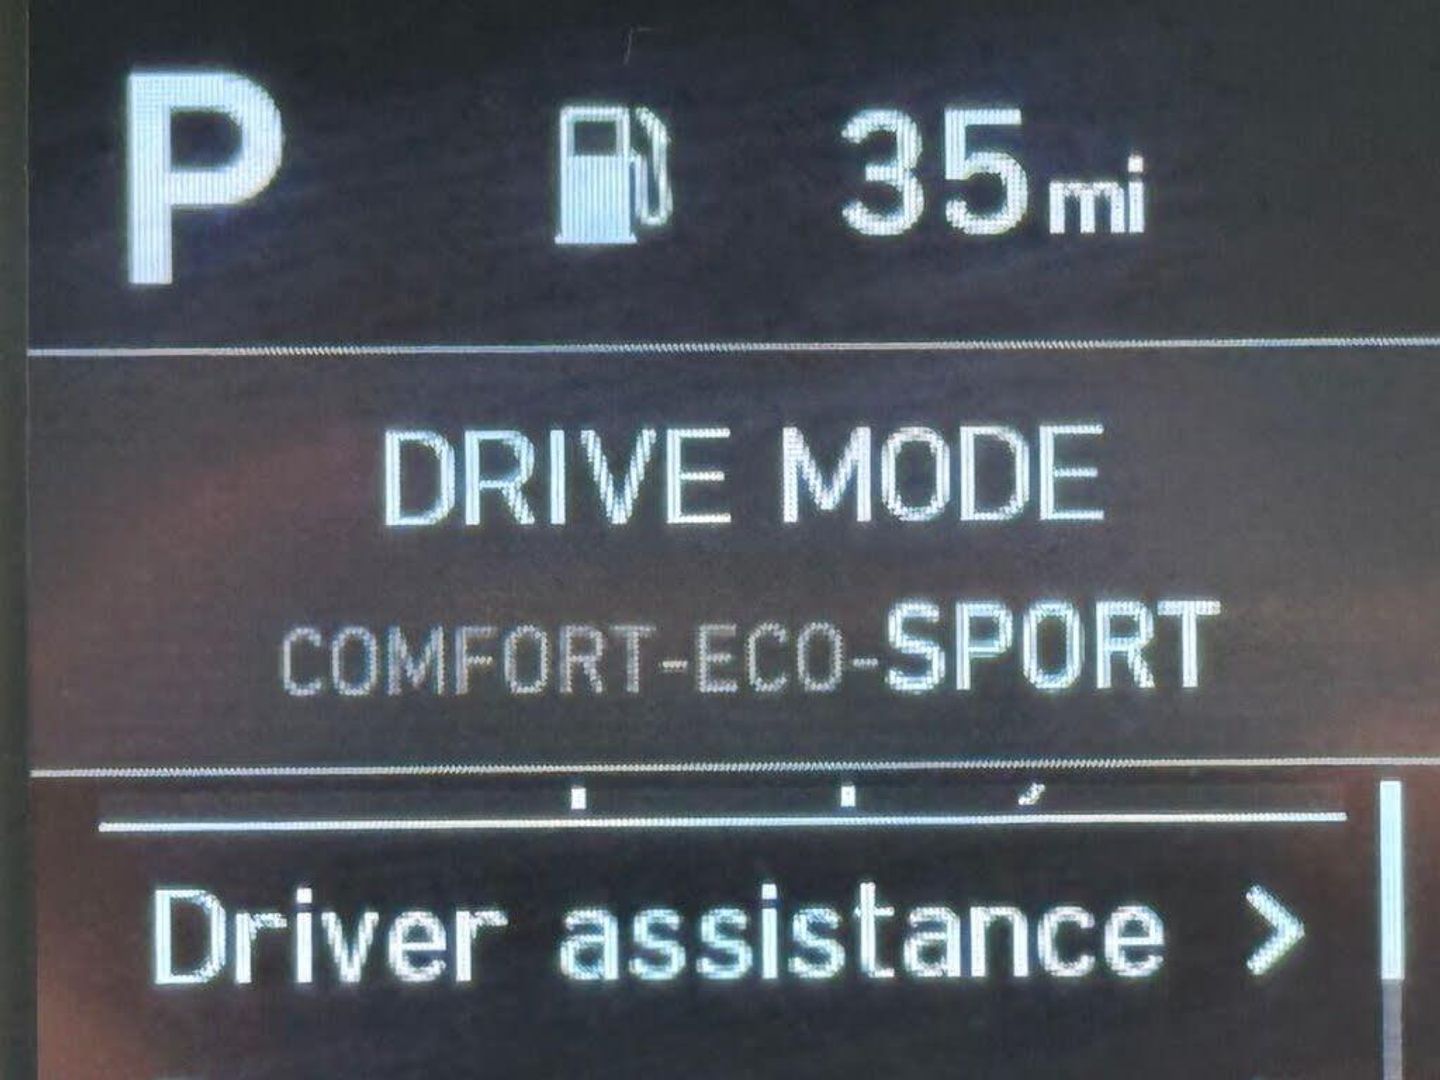 P 35 mi
DRIVE MODE
COMFORT-ECO-SPORT
Driver assistance >